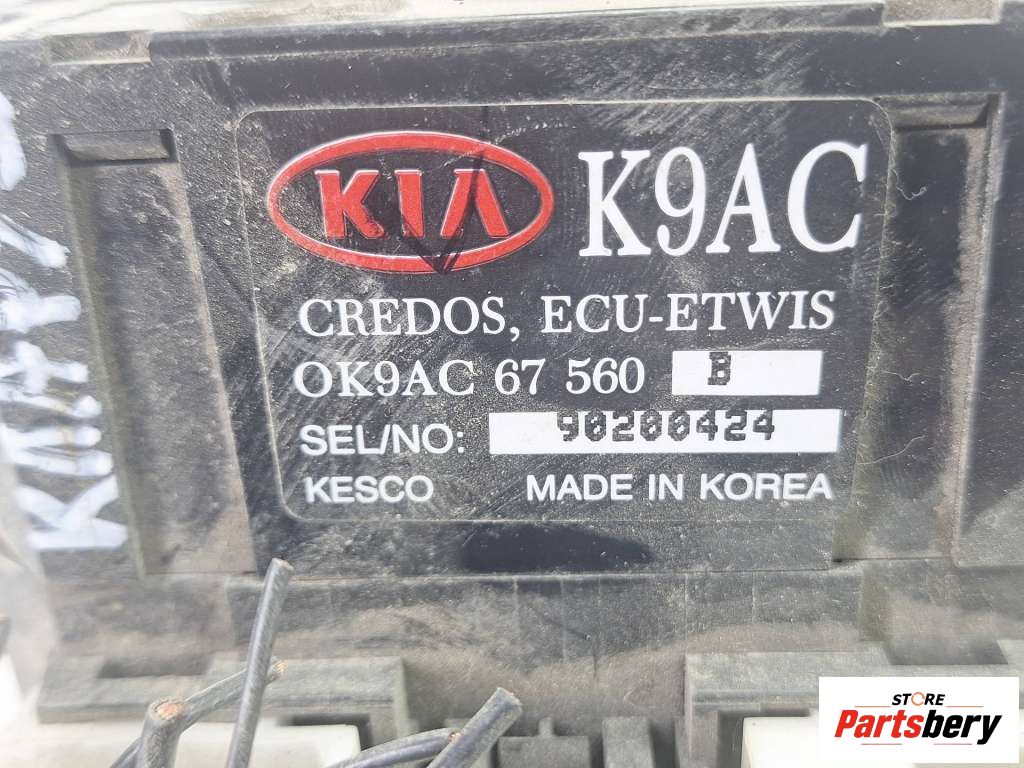 KIA K9AC
CREDOS, ECU-ETWIS
OK9AC 67 560 B
SEL/NO: 90200424
KESCO MADE IN KOREA
STORE
Partsbery